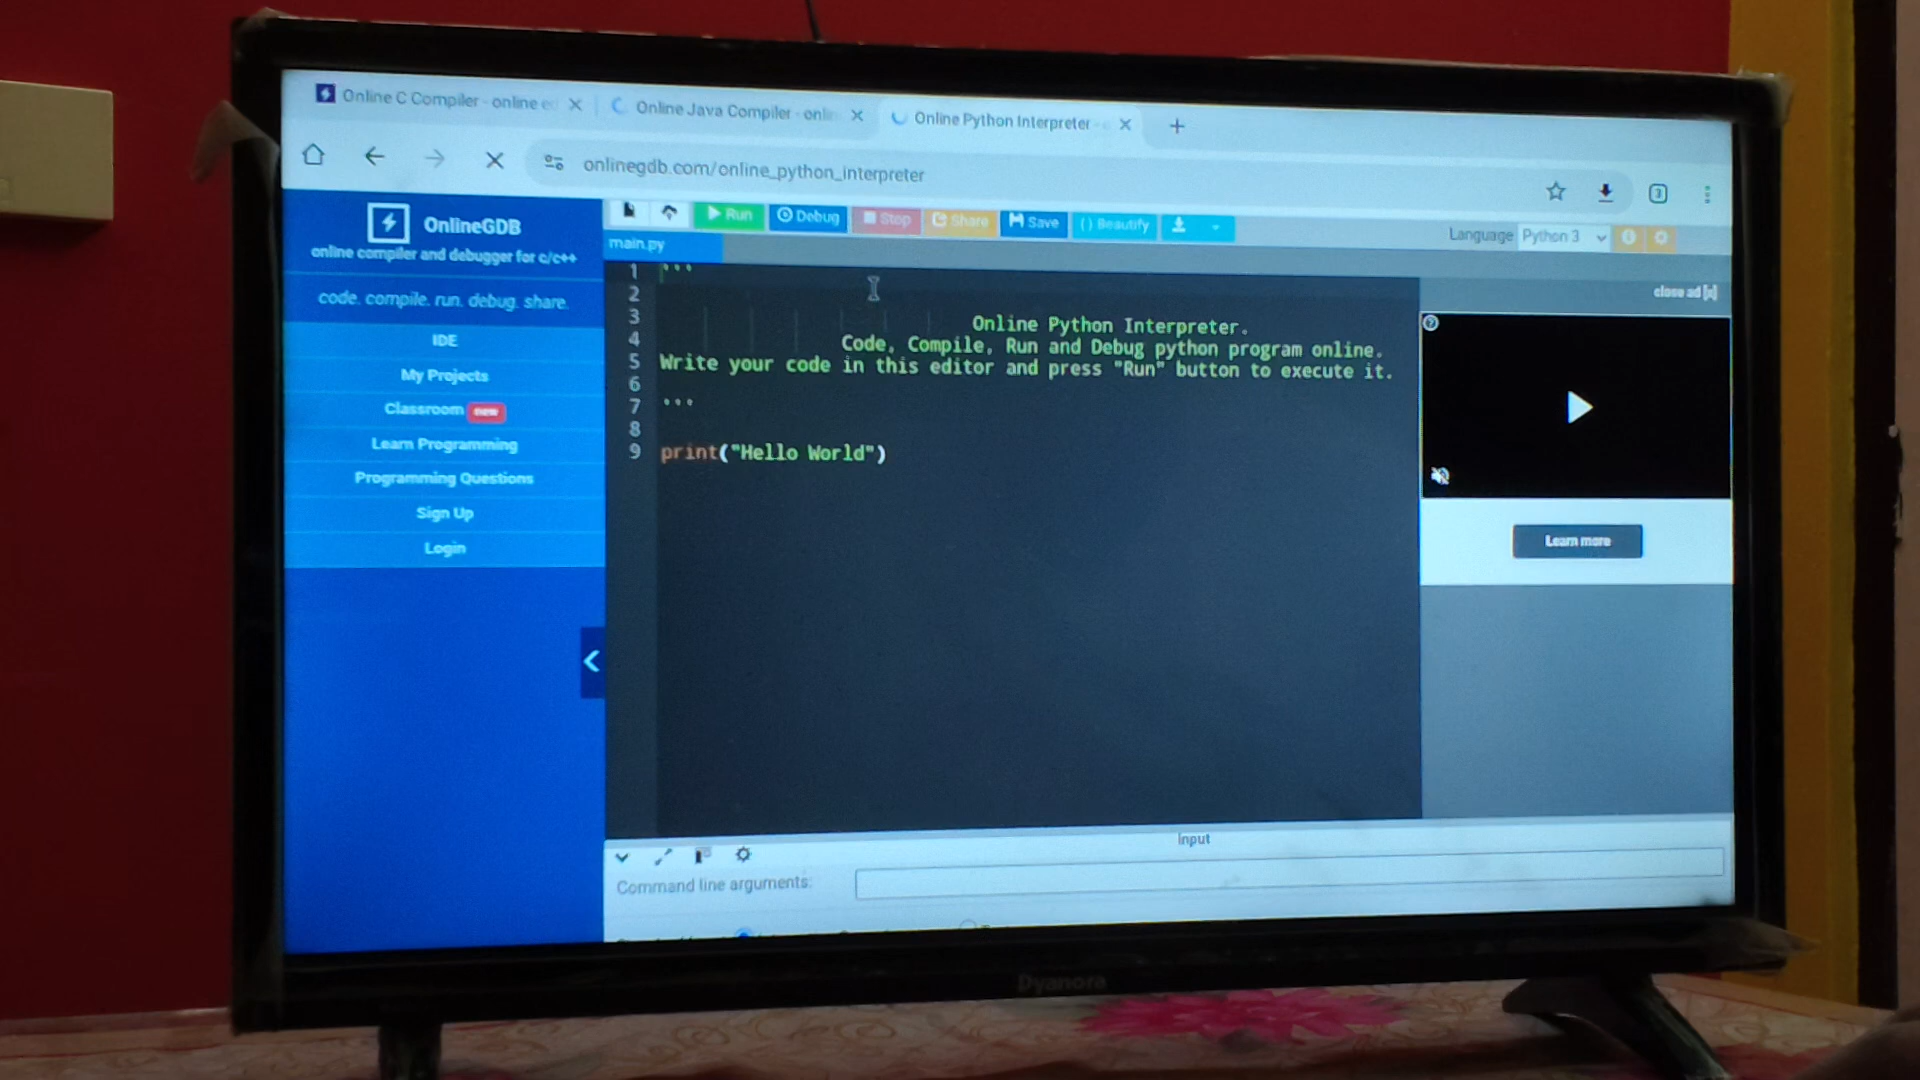 Online C Compiler - online e
Online Java Compiler - onlin
Online Python Interpreter -
onlinegdb.com/online_python_interpreter
OnlineGDB
online compiler and debugger for c/c++
code. compile. run. debug. share.
IDE
My Projects
Classroom new
Learn Programming
Programming Questions
Sign Up
Login
Run Debug Stop Share Save {} Beautify
Language Python 3
main.py
1 '''
2
3 Online Python Interpreter.
4 Code, Compile, Run and Debug python program online.
5 Write your code in this editor and press "Run" button to execute it.
6
7 '''
8
9 print("Hello World")
close ad [x]
Learn more
input
Command line arguments:
Dyanora